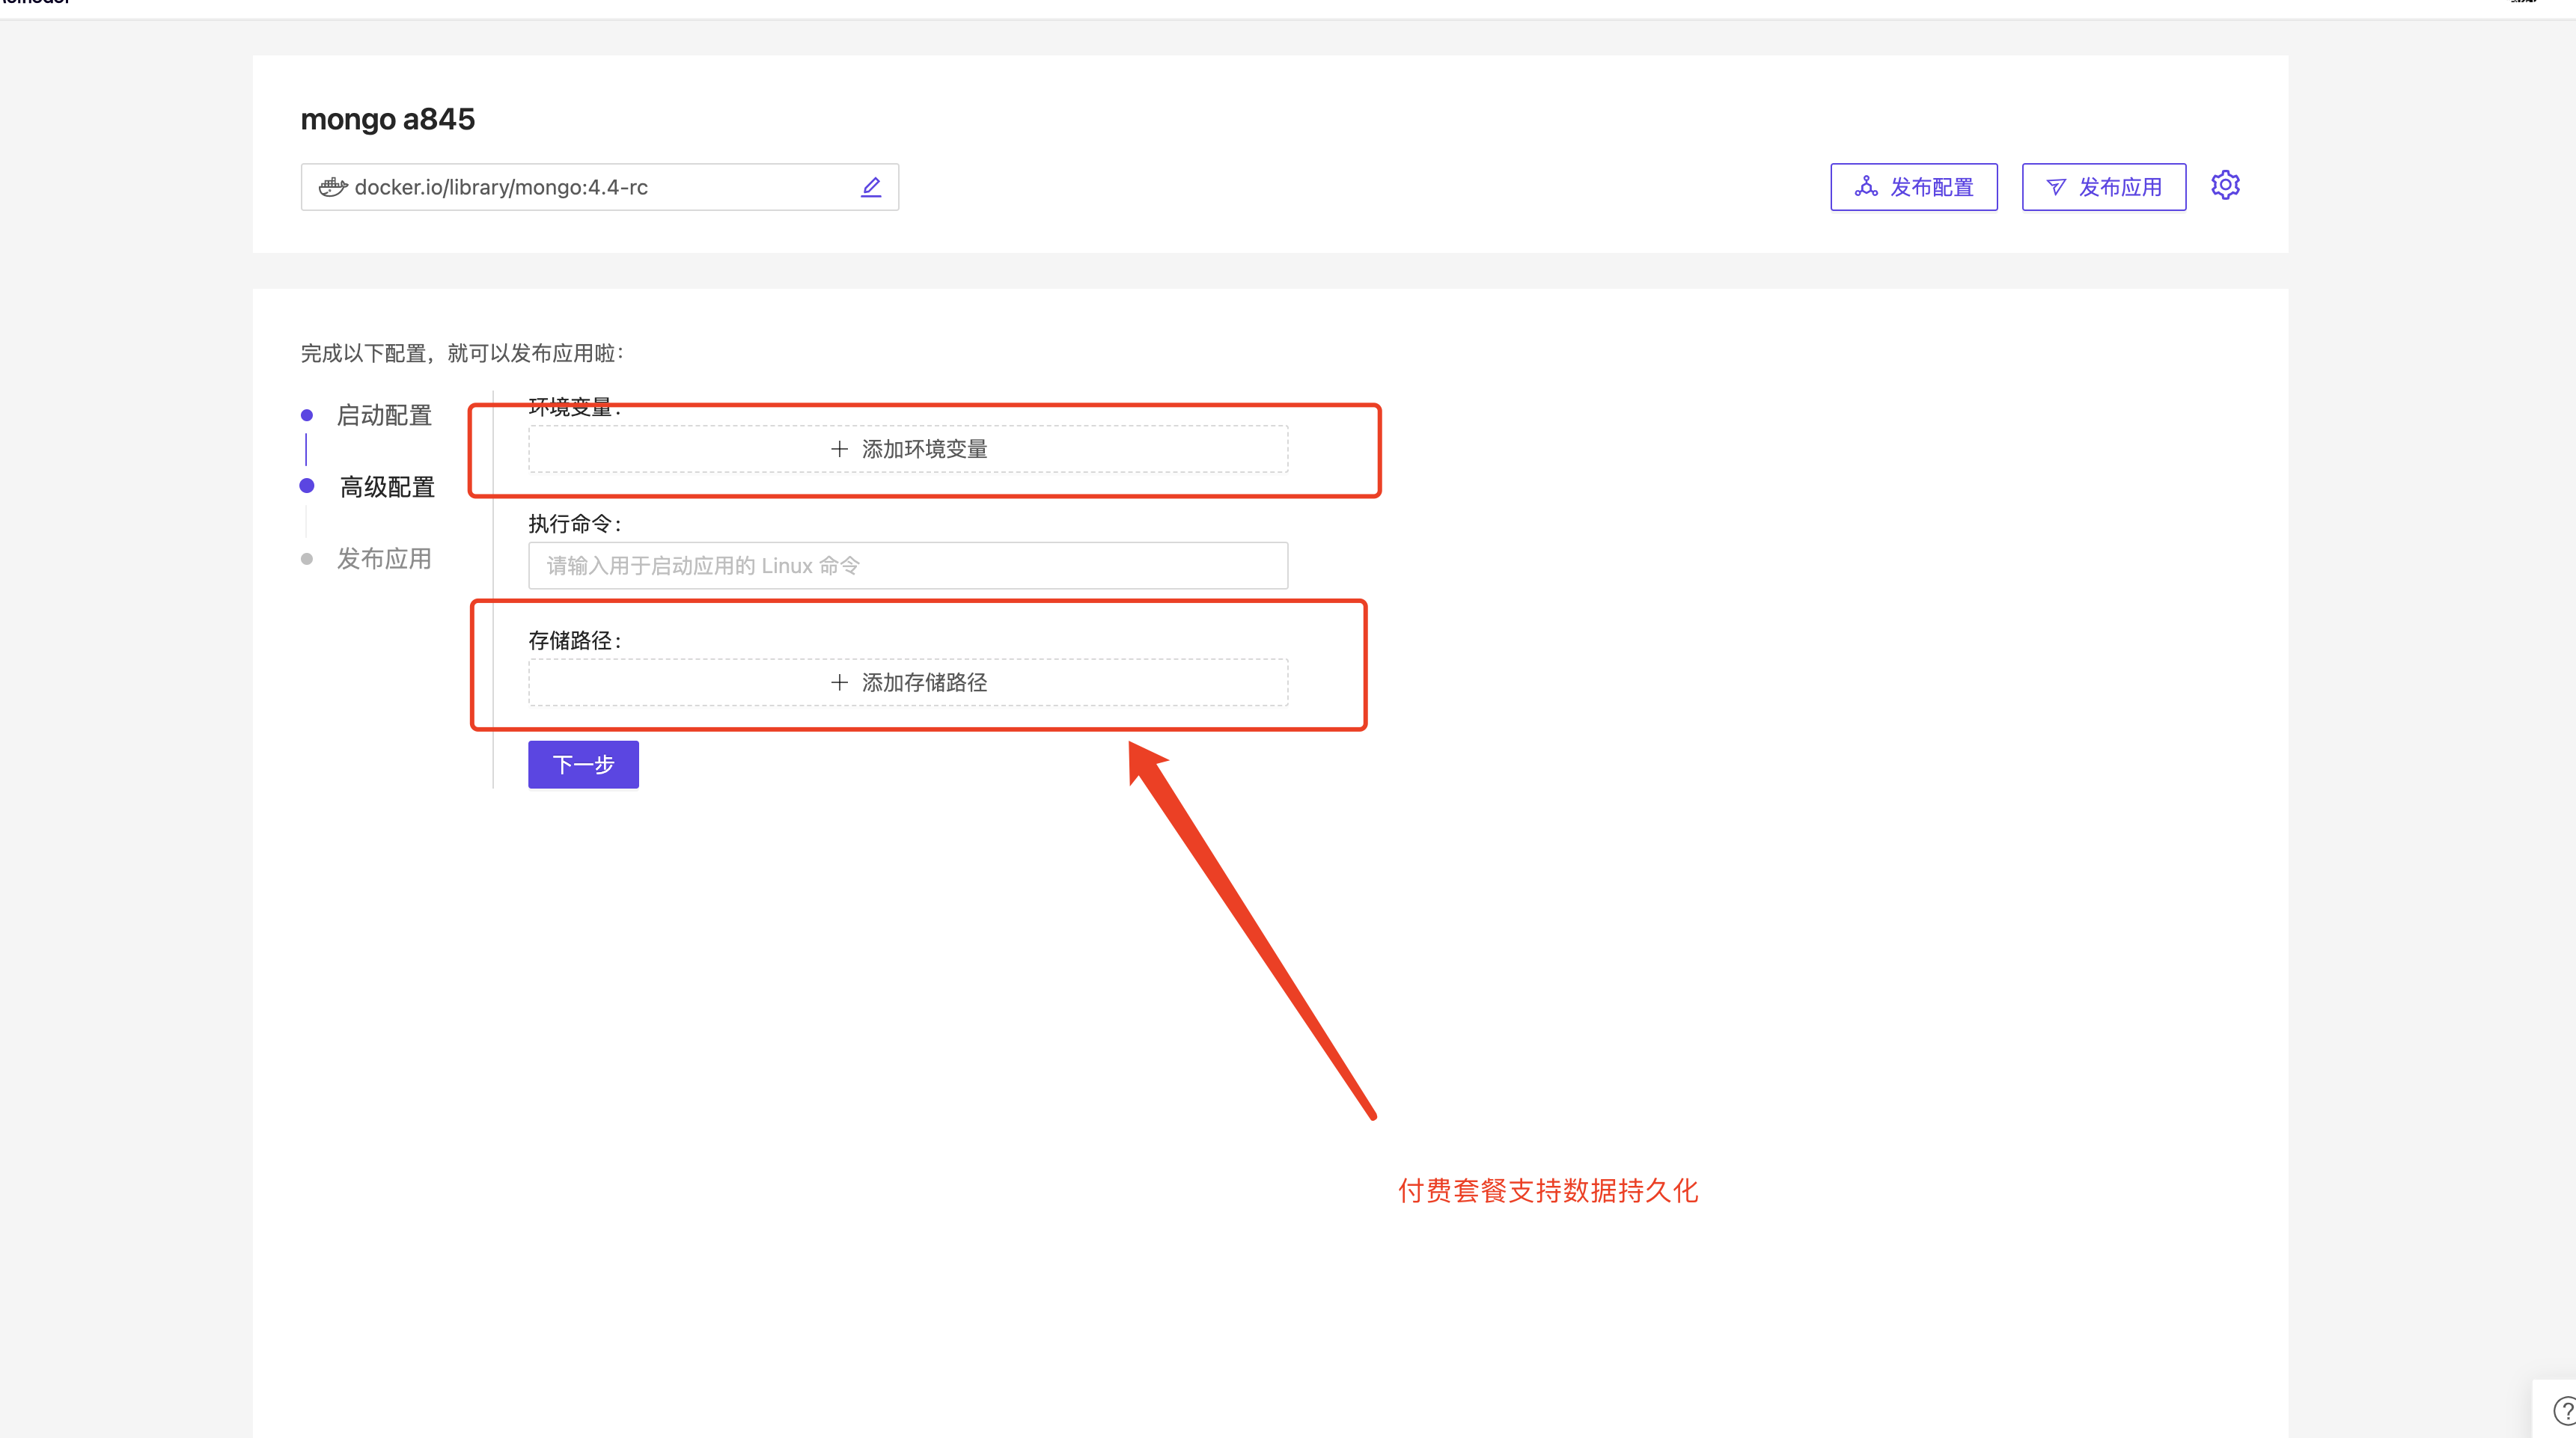 mongo a845
docker.io/library/mongo:4.4-rc
发布配置
发布应用
完成以下配置，就可以发布应用啦：
启动配置
高级配置
发布应用
环境变量：
+ 添加环境变量
执行命令：
请输入用于启动应用的 Linux 命令
存储路径：
+ 添加存储路径
下一步
付费套餐支持数据持久化
?